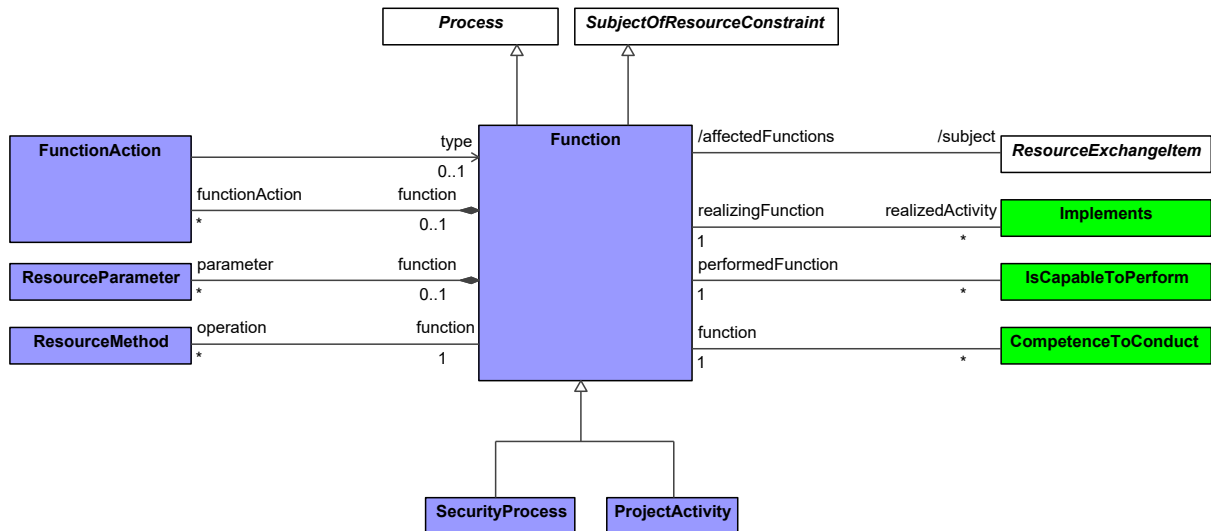 Process
SubjectOfResourceConstraint
FunctionAction
type
0..1
functionAction
function
*
0..1
ResourceParameter
parameter
function
*
0..1
ResourceMethod
operation
function
*
1
Function
/affectedFunctions
/subject
ResourceExchangeItem
realizingFunction
realizedActivity
Implements
1
*
performedFunction
IsCapableToPerform
1
*
function
CompetenceToConduct
1
*
SecurityProcess
ProjectActivity